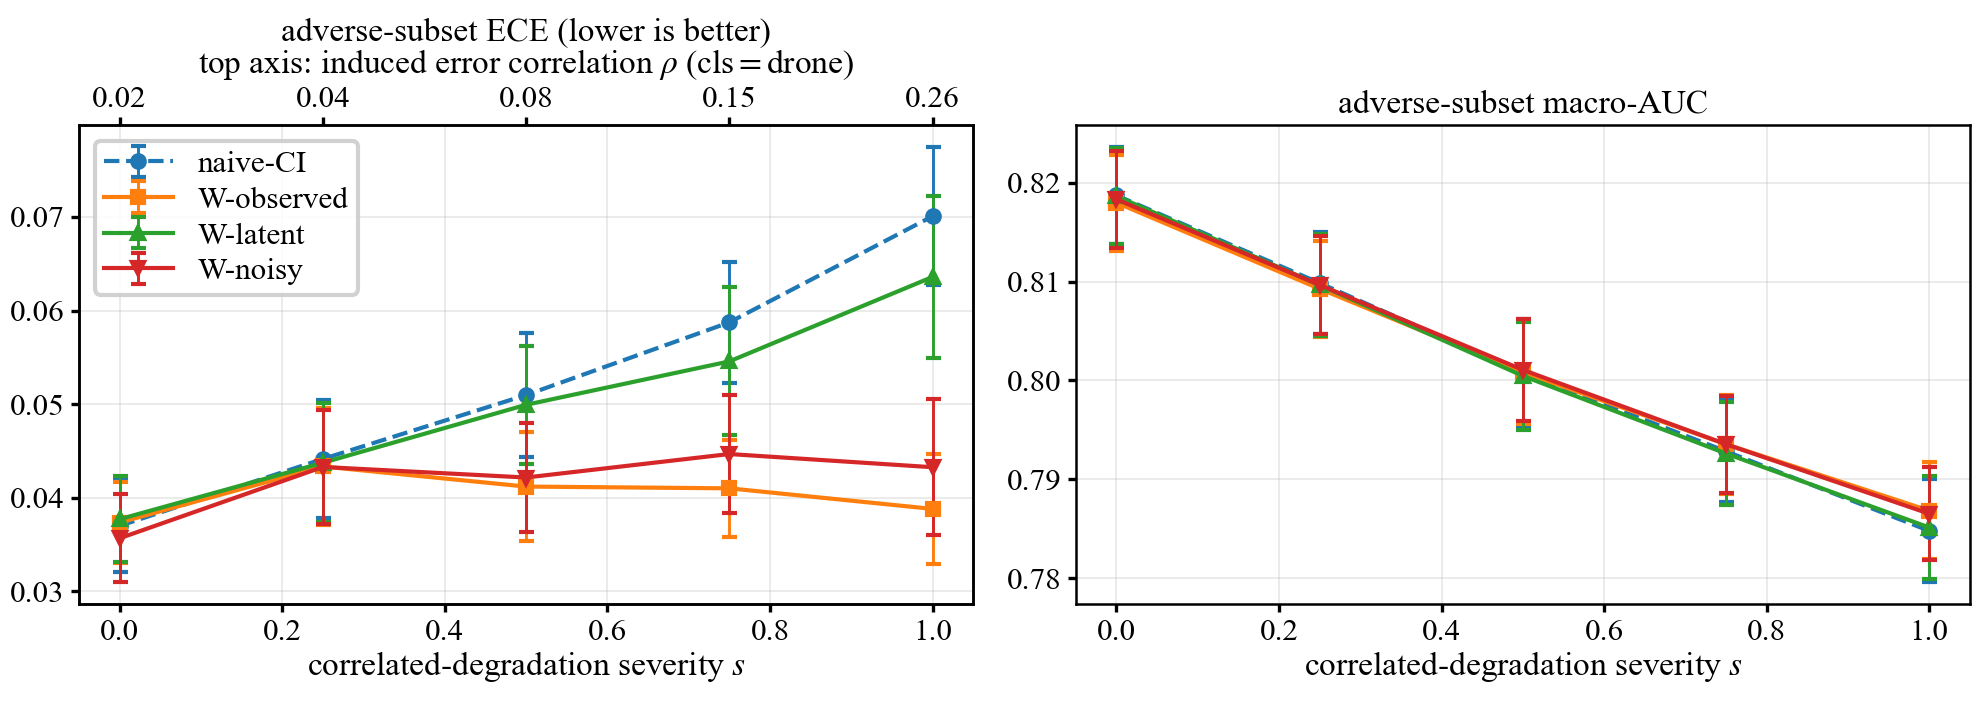 adverse-subset ECE (lower is better)
top axis: induced error correlation ρ (cls = drone)
0.02 0.04 0.08 0.15 0.26
naive-CI
W-observed
W-latent
W-noisy
0.07
0.06
0.05
0.04
0.03
0.0 0.2 0.4 0.6 0.8 1.0
correlated-degradation severity s
adverse-subset macro-AUC
0.82
0.81
0.80
0.79
0.78
0.0 0.2 0.4 0.6 0.8 1.0
correlated-degradation severity s